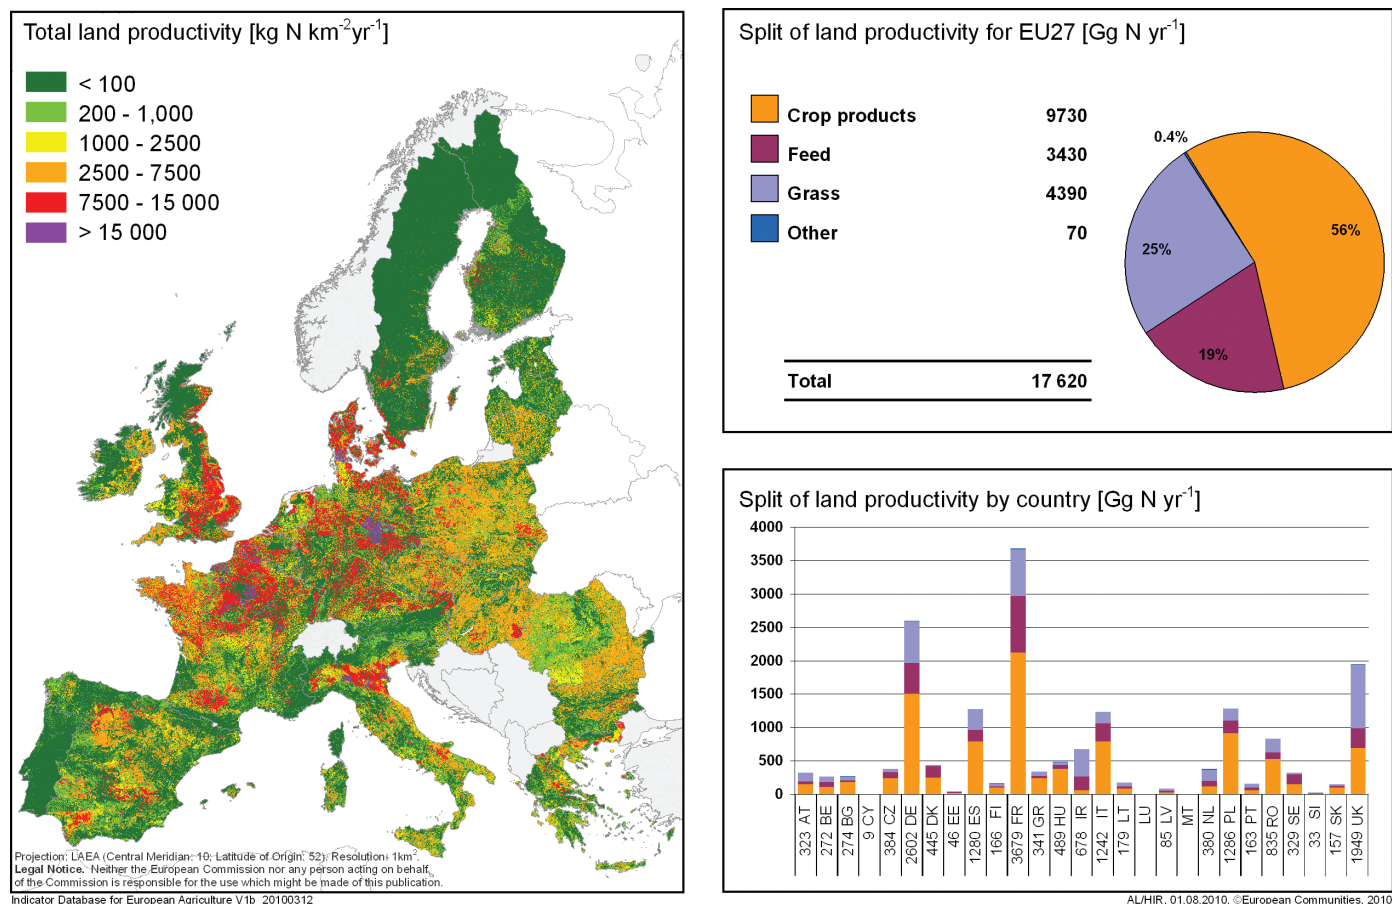 Total land productivity [kg N km-2yr-1]
< 100
200 - 1,000
1000 - 2500
2500 - 7500
7500 - 15 000
> 15 000
Projection: LAEA (Central Meridian: 10, Latitude of Origin: 52), Resolution: 1km².
Legal Notice. Neither the European Commission nor any person acting on behalf
of the Commission is responsible for the use which might be made of this publication.
Indicator Database for European Agriculture V1b_20100312
Split of land productivity for EU27 [Gg N yr-1]
Crop products 9730
Feed 3430
Grass 4390
Other 70
Total 17 620
0.4%
56%
25%
19%
Split of land productivity by country [Gg N yr-1]
4000
3500
3000
2500
2000
1500
1000
500
0
323 AT
272 BE
274 BG
9 CY
384 CZ
2602 DE
445 DK
46 EE
1280 ES
166 FI
3679 FR
341 GR
489 HU
678 IR
1242 IT
179 LT
LU
85 LV
MT
380 NL
1286 PL
163 PT
835 RO
329 SE
33 SI
157 SK
1949 UK
AL/HIR, 01.08.2010, ©European Communities, 2010